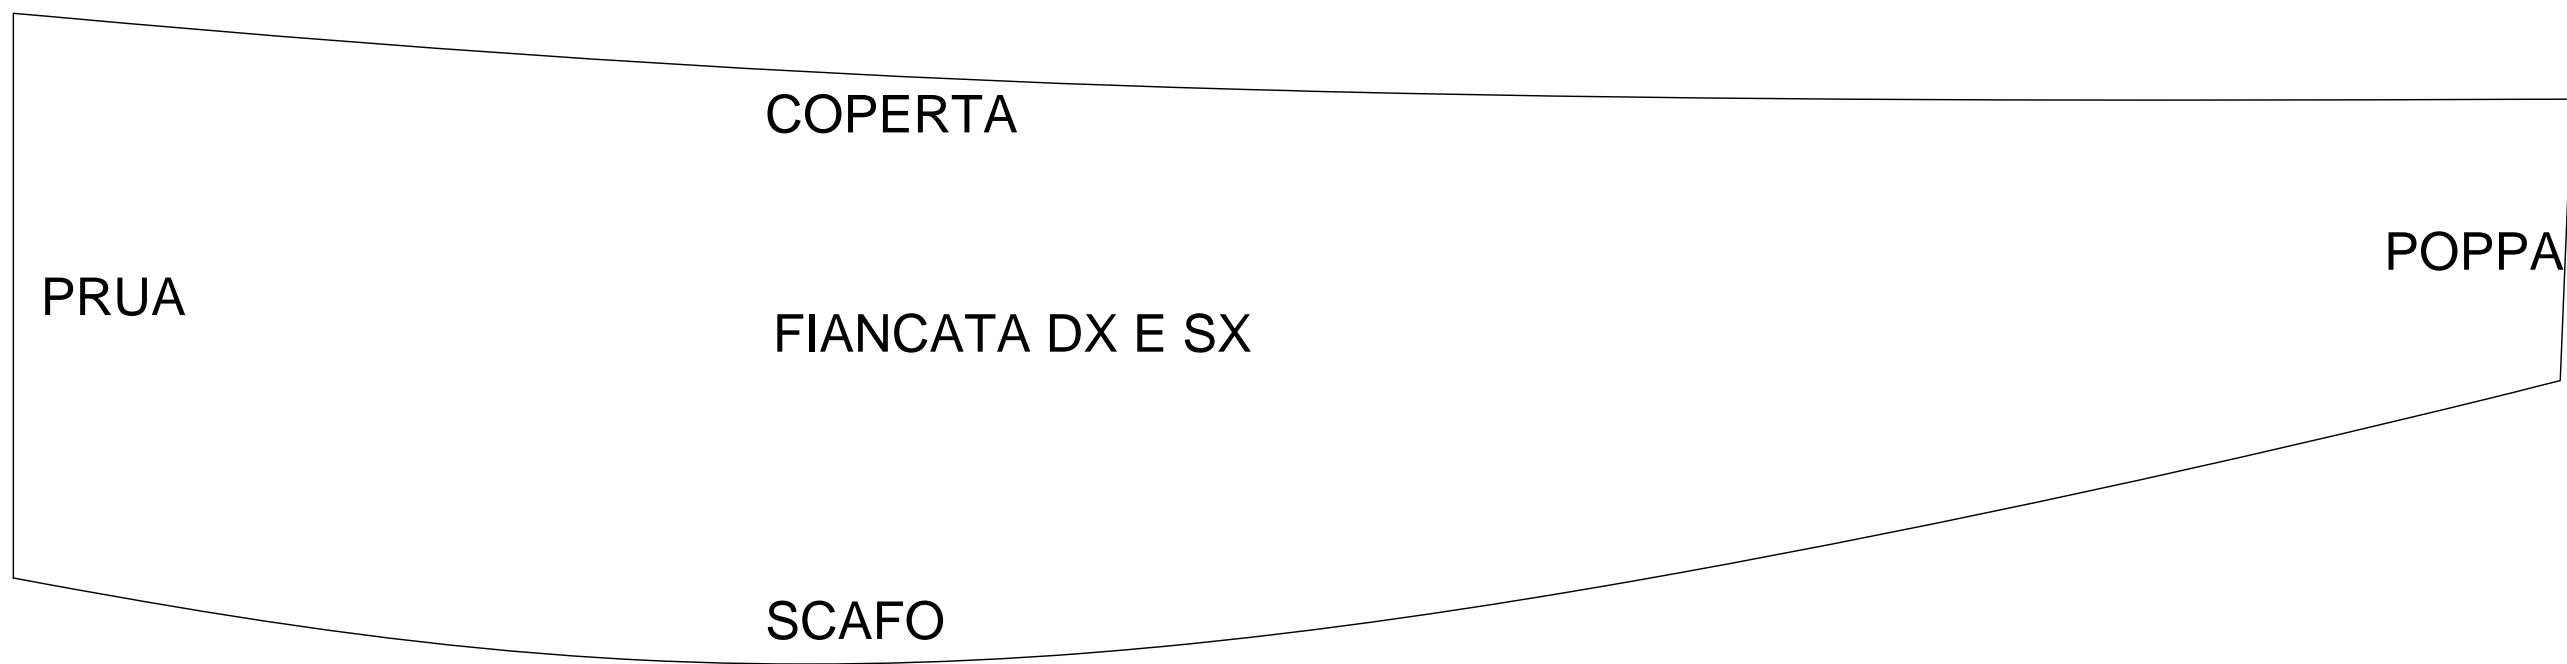 COPERTA
POPPA
PRUA
FIANCATA DX E SX
SCAFO